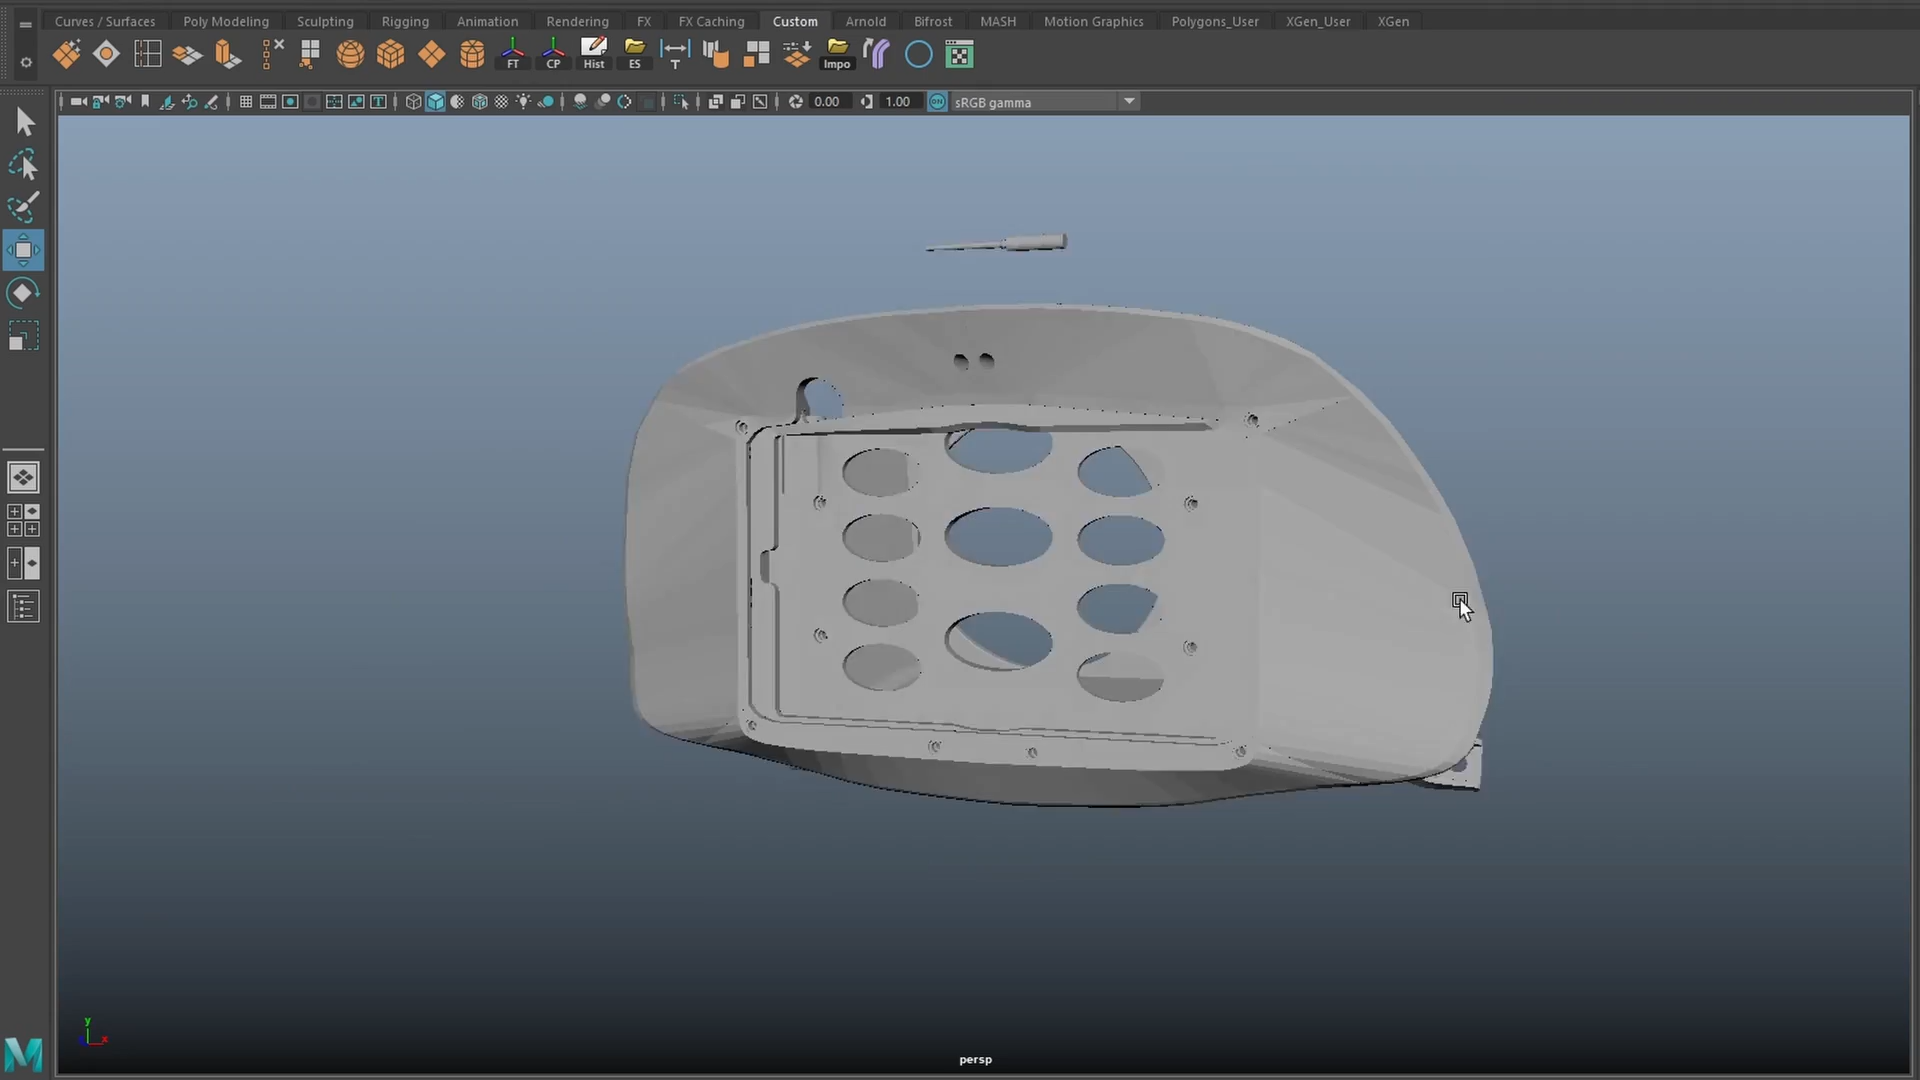 Curves / Surfaces Poly Modeling Sculpting Rigging Animation Rendering FX FX Caching Custom Arnold Bifrost MASH Motion Graphics Polygons_User XGen_User XGen
FT CP Hist ES T Impo
0.00 1.00 ON sRGB gamma
y
x
persp
M